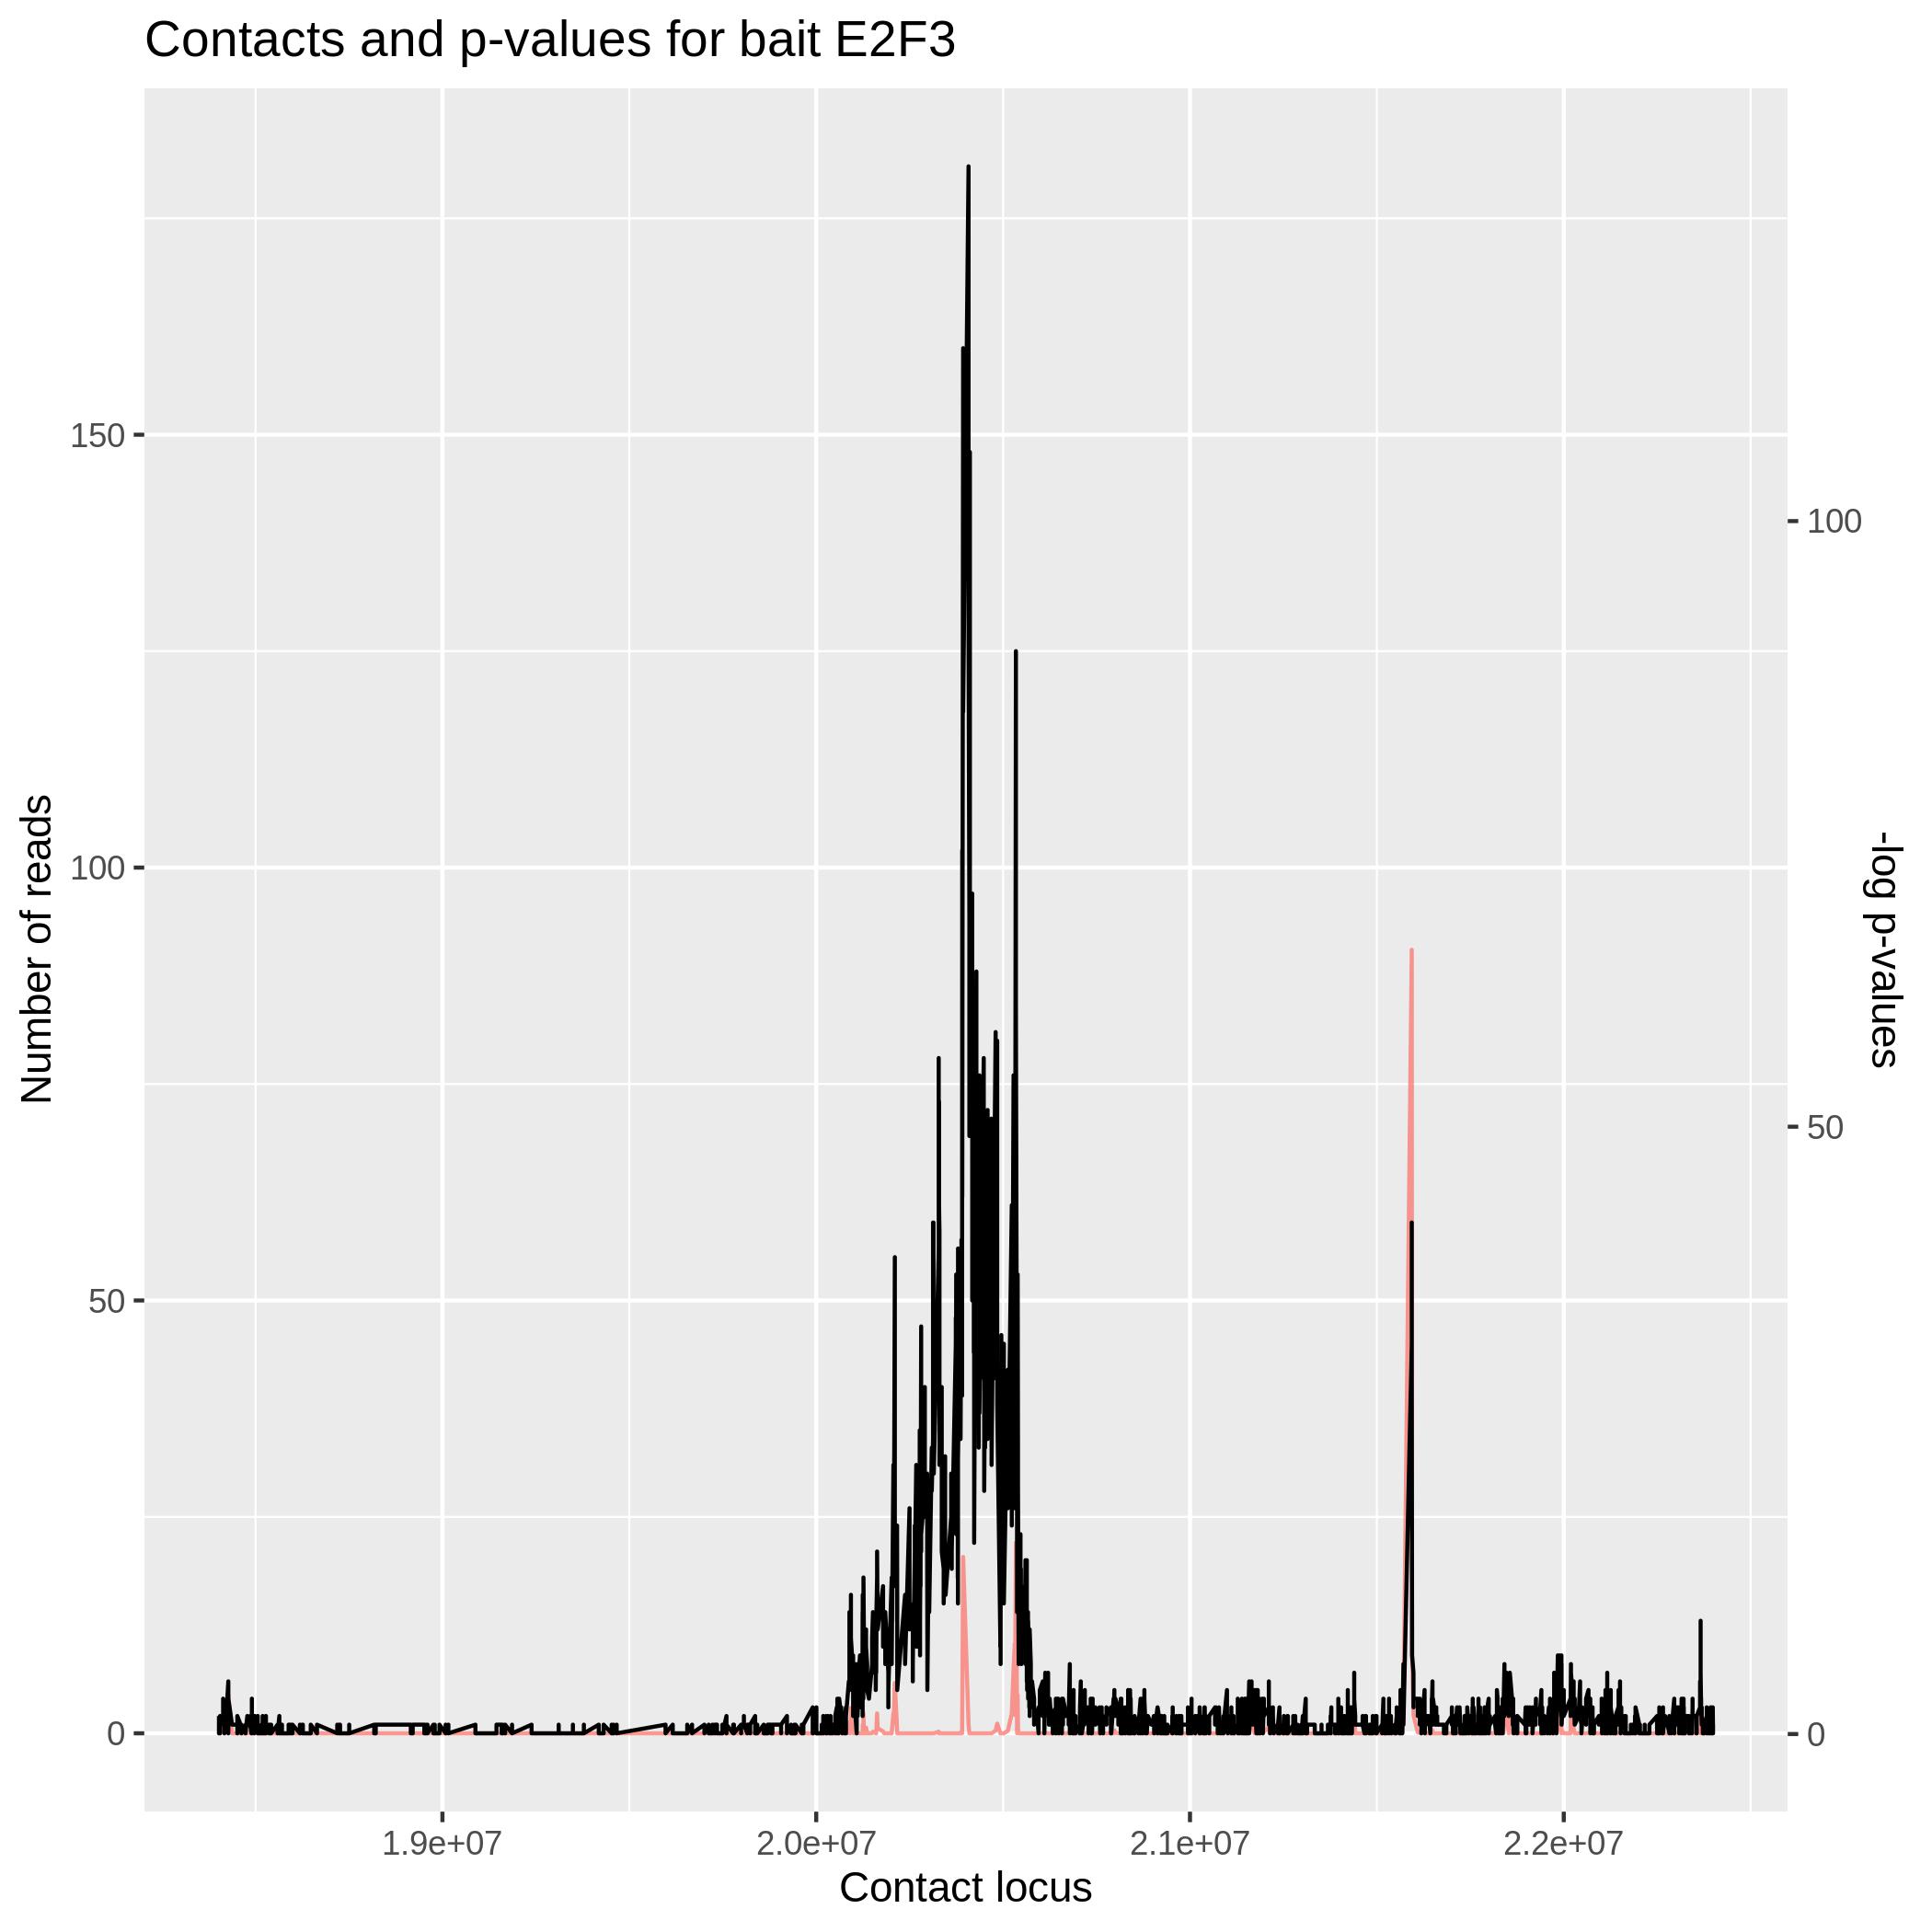 Contacts and p-values for bait E2F3
Number of reads
150
100
50
0
100
50
0
-log p-values
1.9e+07
2.0e+07
2.1e+07
2.2e+07
Contact locus